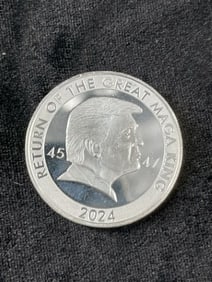 RETURN OF THE GREAT MAGA KING
45
47
2024